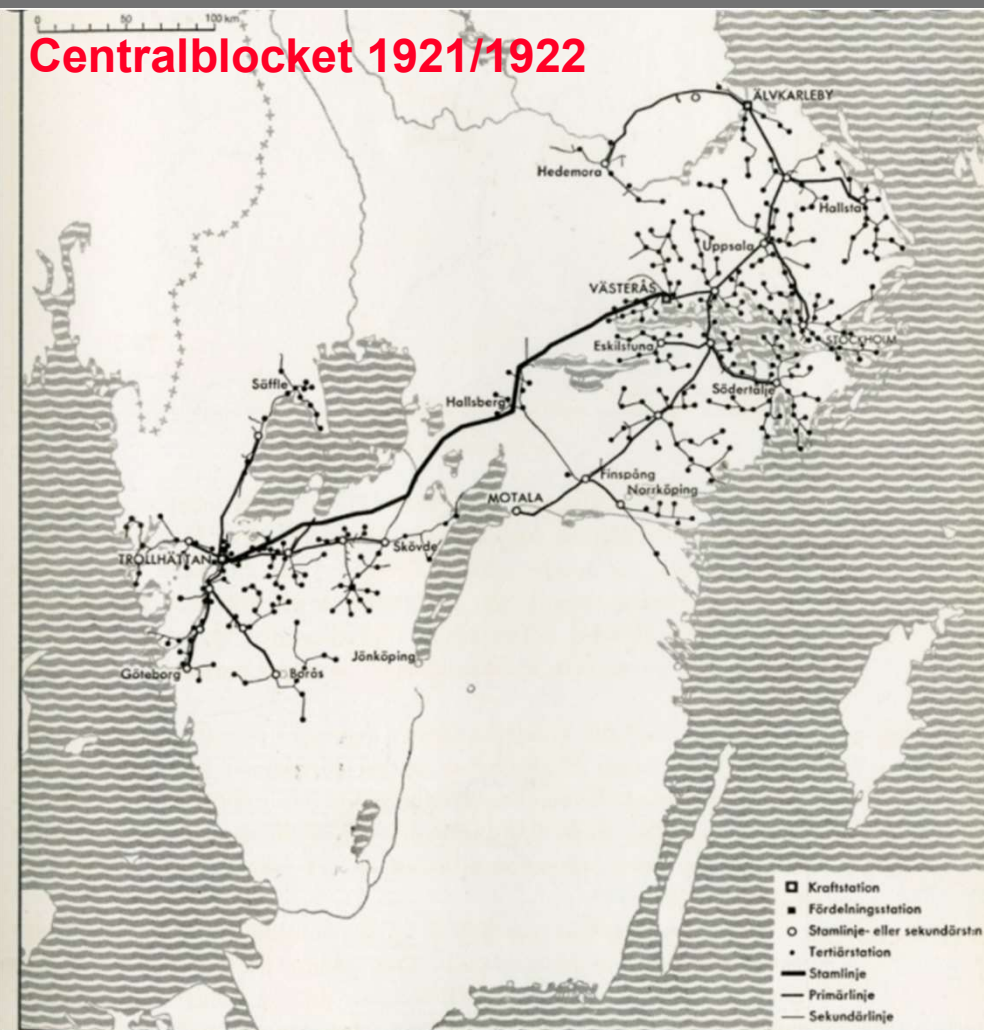 0 50 100 km
Centralblocket 1921/1922
ÄLVKARLEBY
Hedemora
Hallsta
Uppsala
VÄSTERÅS
STOCKHOLM
Eskilstuna
Säffle
Södertälje
Hallsberg
Finspång
Norrköping
MOTALA
Skövde
TROLLHÄTTAN
Jönköping
Göteborg
Borås
Kraftstation
Fördelningsstation
Stamlinje- eller sekundärst:n
Tertiärstation
Stamlinje
Primärlinje
Sekundärlinje